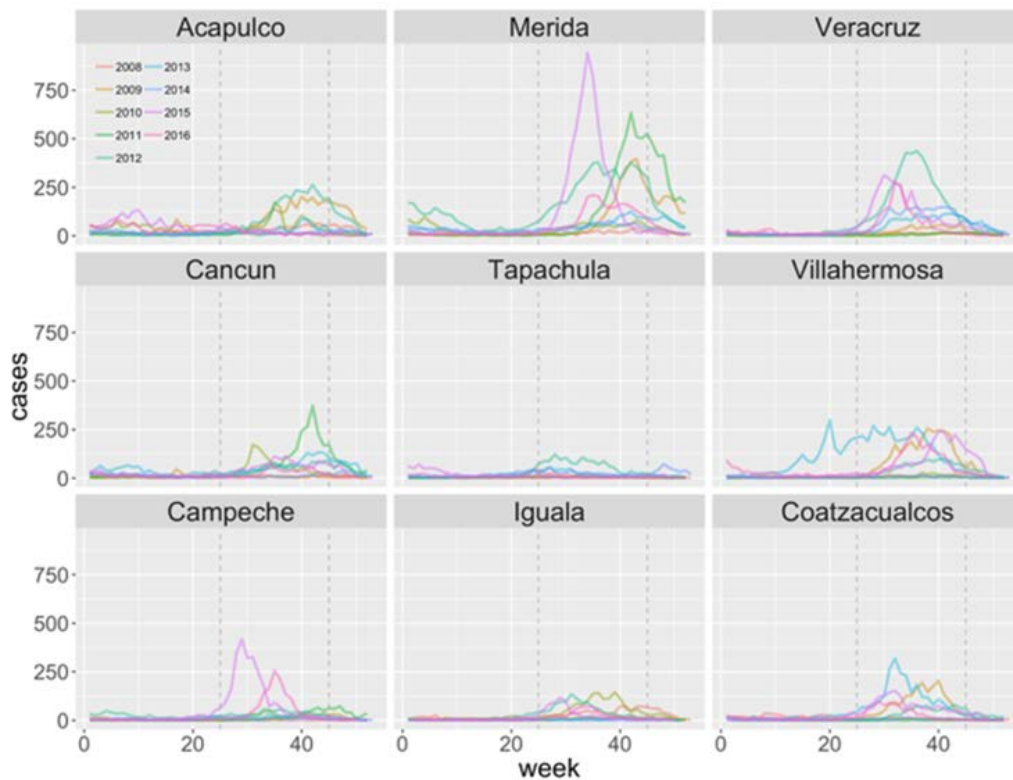 Acapulco Merida Veracruz
2008 2013
2009 2014
2010 2015
2011 2016
2012
750
500
250
0
Cancun Tapachula Villahermosa
750
500
250
0
cases
Campeche Iguala Coatzacualcos
750
500
250
0
0 20 40 0 20 40 0 20 40
week